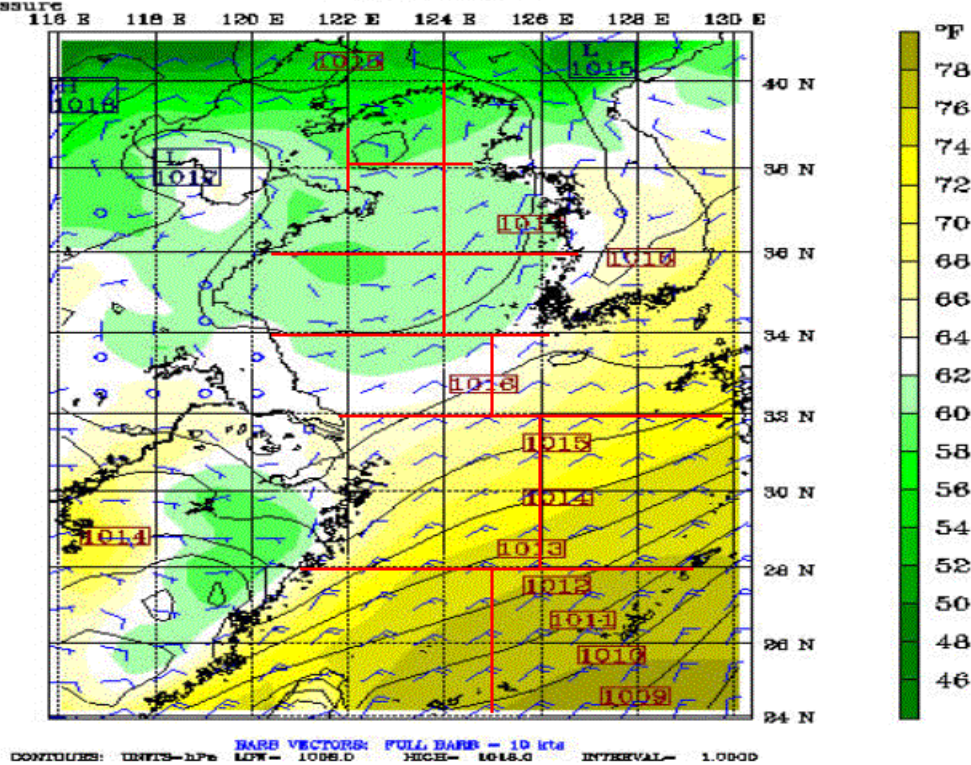 ssure
116 E 118 E 120 E 122 E 124 E 126 E 128 E 130 E
°F
1015
L
1015
78
H
1016
40 N
76
74
L
1017
38 N
72
70
36 N
1016
68
66
64
34 N
62
1016
60
32 N
58
1015
56
1014
30 N
54
1014
1013
52
28 N
1012
50
1011
48
26 N
1010
46
1009
24 N
BARB VECTORS: FULL BARB = 10 kts
CONTOURS: UNITS=hPa LOW= HIGH= INTERVAL= 1.0000